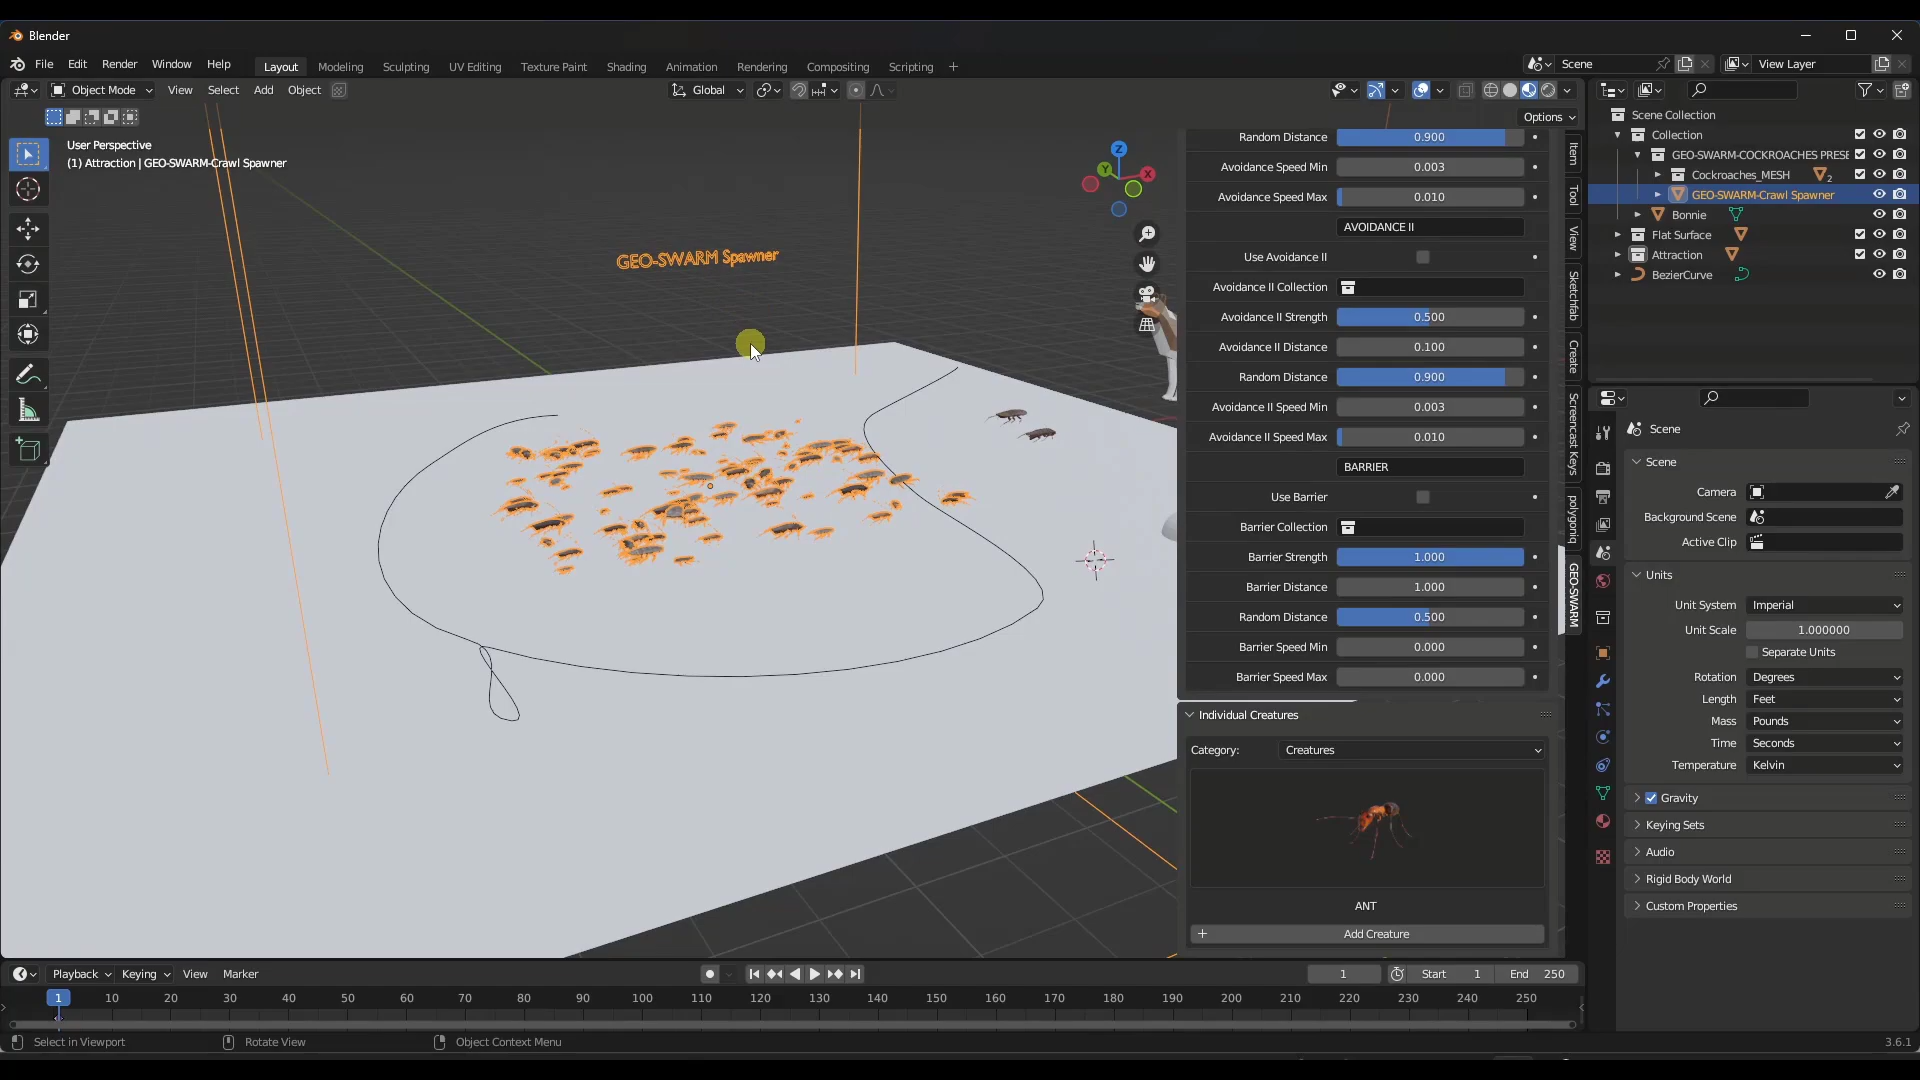 Blender
File Edit Render Window Help Layout Modeling Sculpting UV Editing Texture Paint Shading Animation Rendering Compositing Scripting + Scene View Layer
Object Mode View Select Add Object Global
Options
User Perspective
(1) Attraction | GEO-SWARM-Crawl Spawner
GEO-SWARM Spawner
Z
Y
X
Random Distance 0.900
Avoidance Speed Min 0.003
Avoidance Speed Max 0.010
AVOIDANCE II
Use Avoidance II
Avoidance II Collection
Avoidance II Strength 0.500
Avoidance II Distance 0.100
Random Distance 0.900
Avoidance II Speed Min 0.003
Avoidance II Speed Max 0.010
BARRIER
Use Barrier
Barrier Collection
Barrier Strength 1.000
Barrier Distance 1.000
Random Distance 0.500
Barrier Speed Min 0.000
Barrier Speed Max 0.000
Individual Creatures
Category: Creatures
ANT
+ Add Creature
Item
Tool
View
Sketchfab
Create
Screencast Keys
polygoniq
GEO-SWARM
Scene Collection
Collection
GEO-SWARM-COCKROACHES PRESE
Cockroaches_MESH 2
GEO-SWARM-Crawl Spawner
Bonnie
Flat Surface
Attraction
BezierCurve
Scene
Scene
Camera
Background Scene
Active Clip
Units
Unit System Imperial
Unit Scale 1.000000
Separate Units
Rotation Degrees
Length Feet
Mass Pounds
Time Seconds
Temperature Kelvin
Gravity
Keying Sets
Audio
Rigid Body World
Custom Properties
Playback Keying View Marker 1 Start 1 End 250
1 10 20 30 40 50 60 70 80 90 100 110 120 130 140 150 160 170 180 190 200 210 220 230 240 250
Select in Viewport Rotate View Object Context Menu 3.6.1